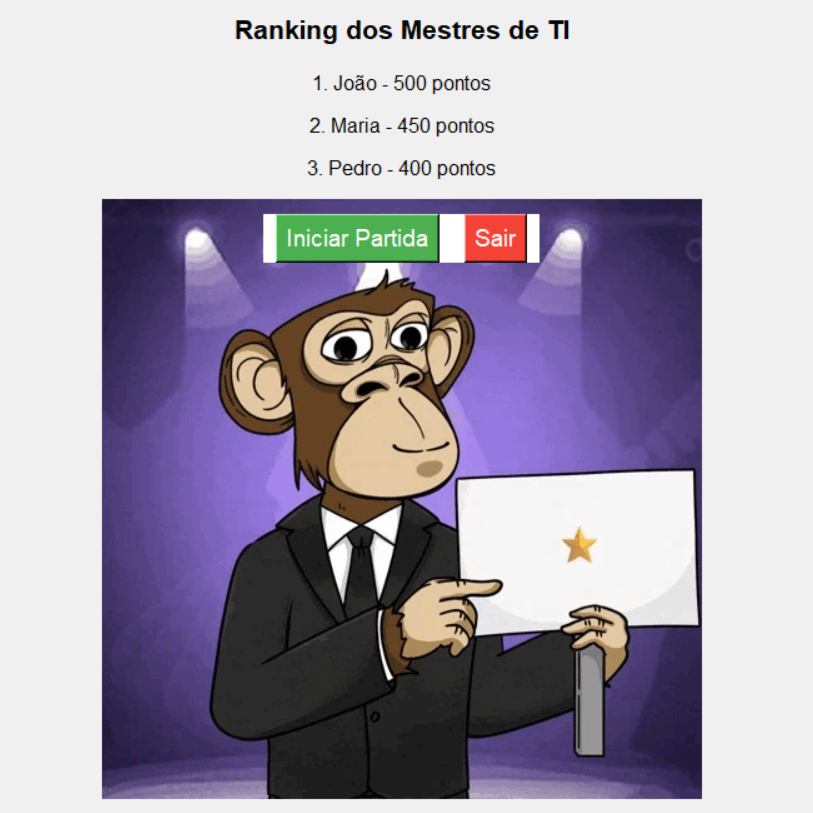 Ranking dos Mestres de TI
1. João - 500 pontos
2. Maria - 450 pontos
3. Pedro - 400 pontos
Iniciar Partida
Sair